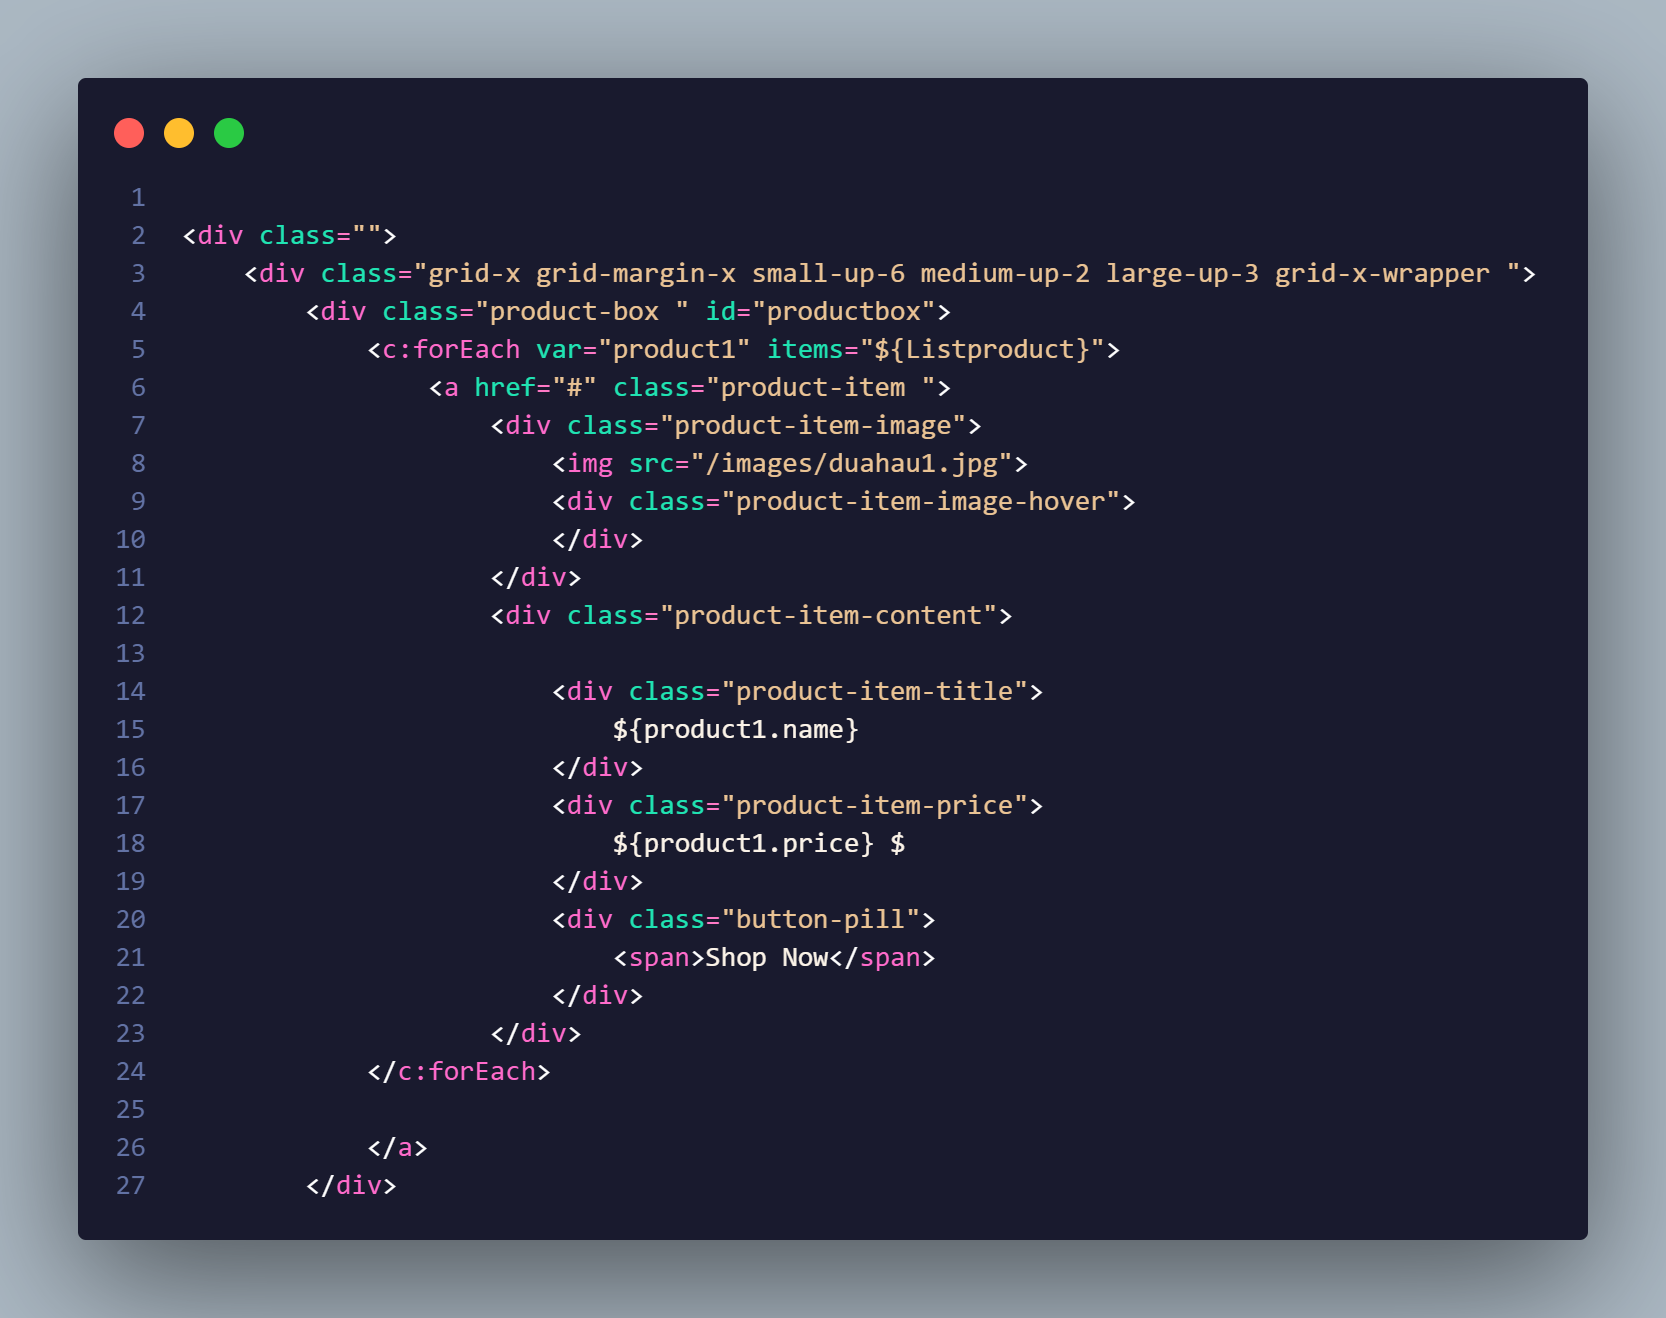 1
2 <div class="">
3     <div class="grid-x grid-margin-x small-up-6 medium-up-2 large-up-3 grid-x-wrapper ">
4         <div class="product-box " id="productbox">
5             <c:forEach var="product1" items="${Listproduct}">
6                 <a href="#" class="product-item ">
7                     <div class="product-item-image">
8                         <img src="/images/duahau1.jpg">
9                         <div class="product-item-image-hover">
10                         </div>
11                     </div>
12                     <div class="product-item-content">
13
14                         <div class="product-item-title">
15                             ${product1.name}
16                         </div>
17                         <div class="product-item-price">
18                             ${product1.price} $
19                         </div>
20                         <div class="button-pill">
21                             <span>Shop Now</span>
22                         </div>
23                     </div>
24             </c:forEach>
25
26             </a>
27         </div>